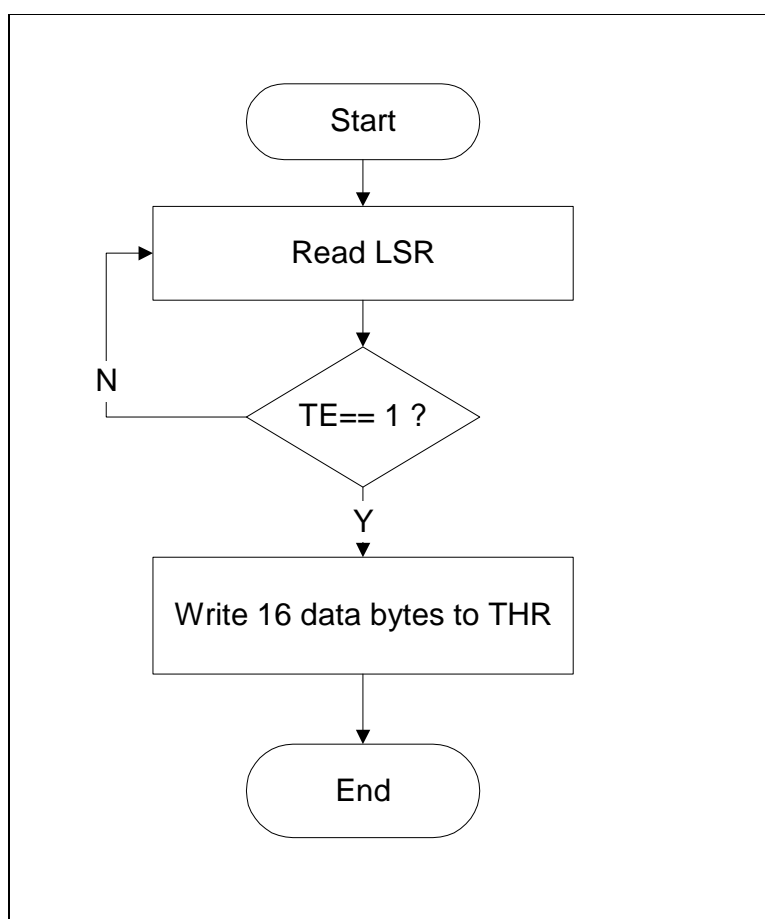 Start
Read LSR
N
TE== 1 ?
Y
Write 16 data bytes to THR
End